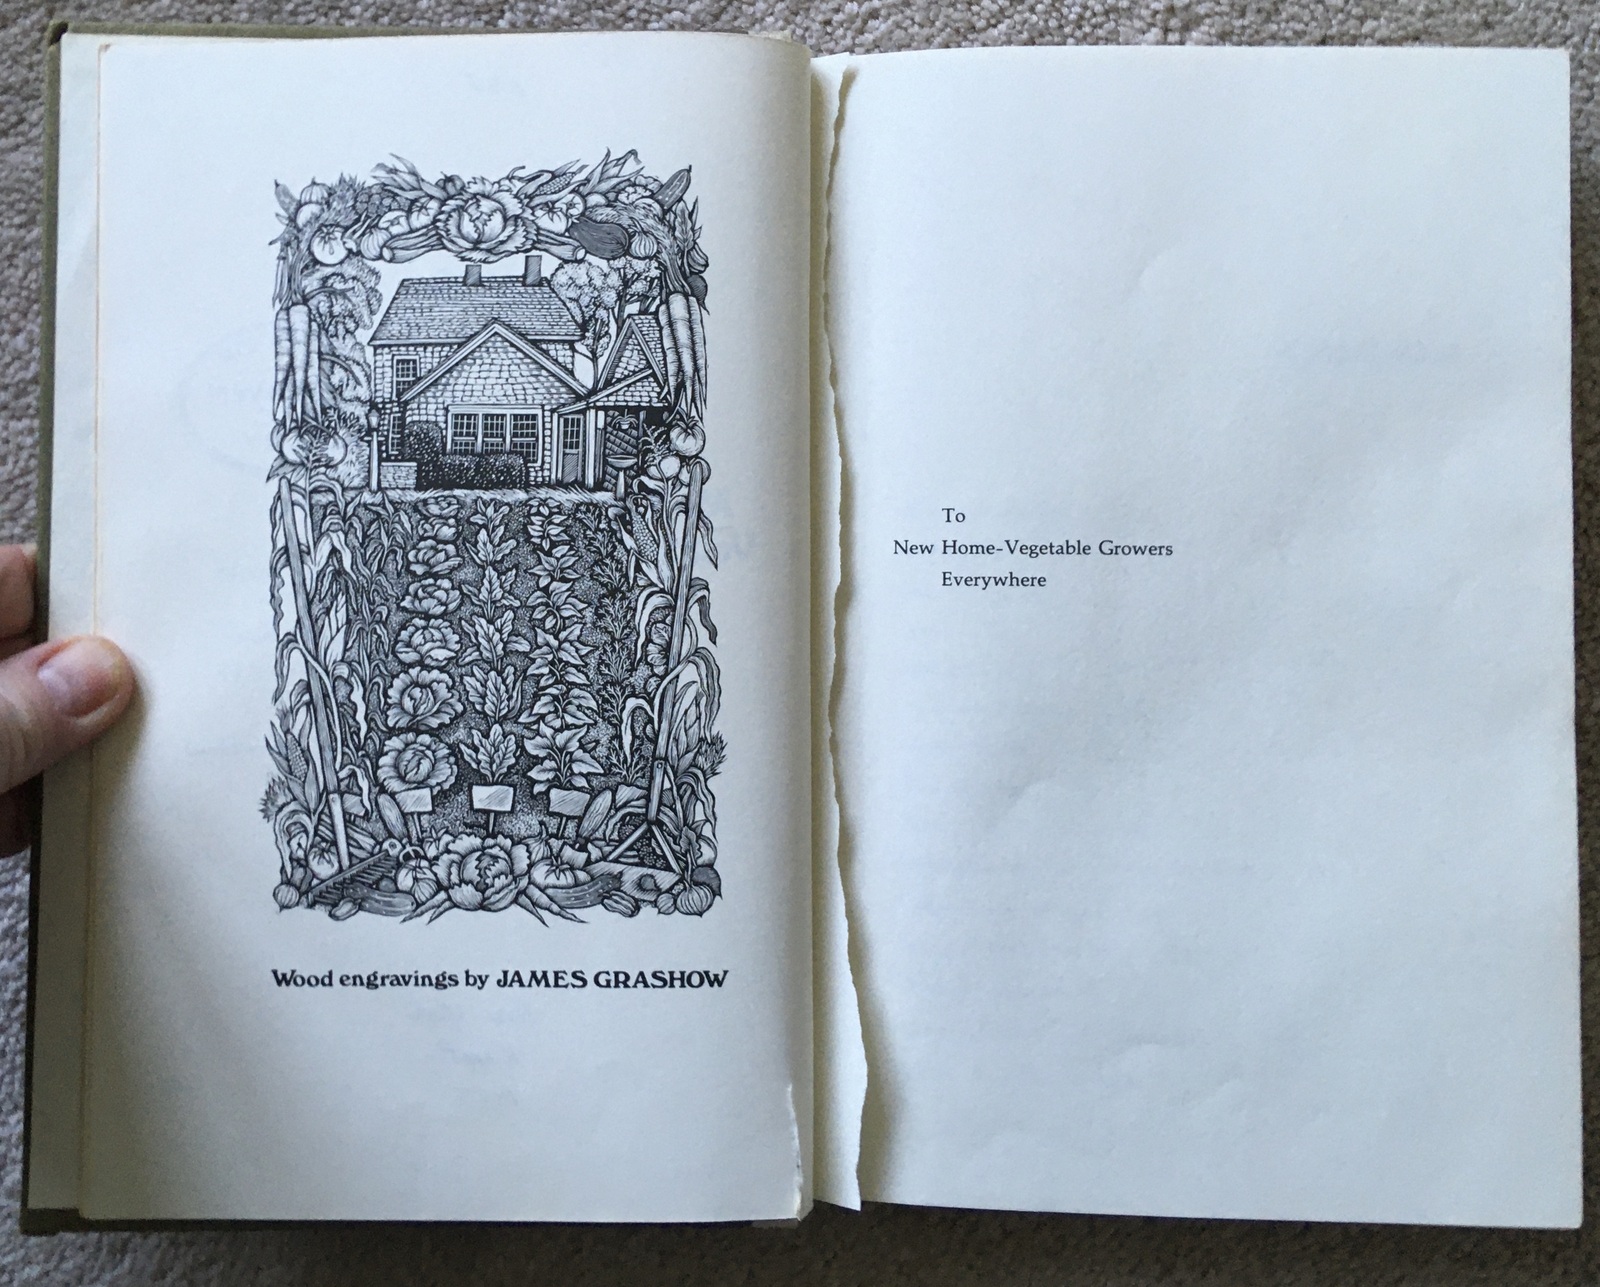 Wood engravings by JAMES GRASHOW
To
New Home-Vegetable Growers
Everywhere